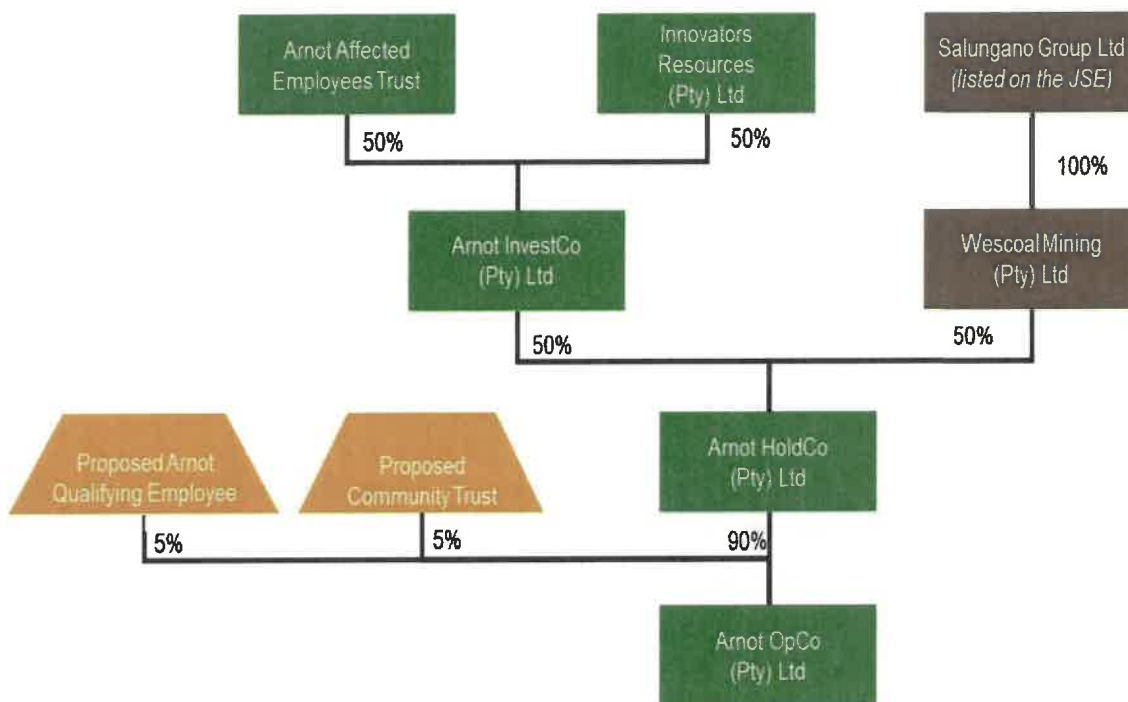 Arnot Affected
Employees Trust
Innovators
Resources
(Pty) Ltd
Salungano Group Ltd
(listed on the JSE)
50%
50%
100%
Arnot InvestCo
(Pty) Ltd
Wescoal Mining
(Pty) Ltd
50%
50%
Proposed Arnot
Qualifying Employee
Proposed
Community Trust
Arnot HoldCo
(Pty) Ltd
5%
5%
90%
Arnot OpCo
(Pty) Ltd